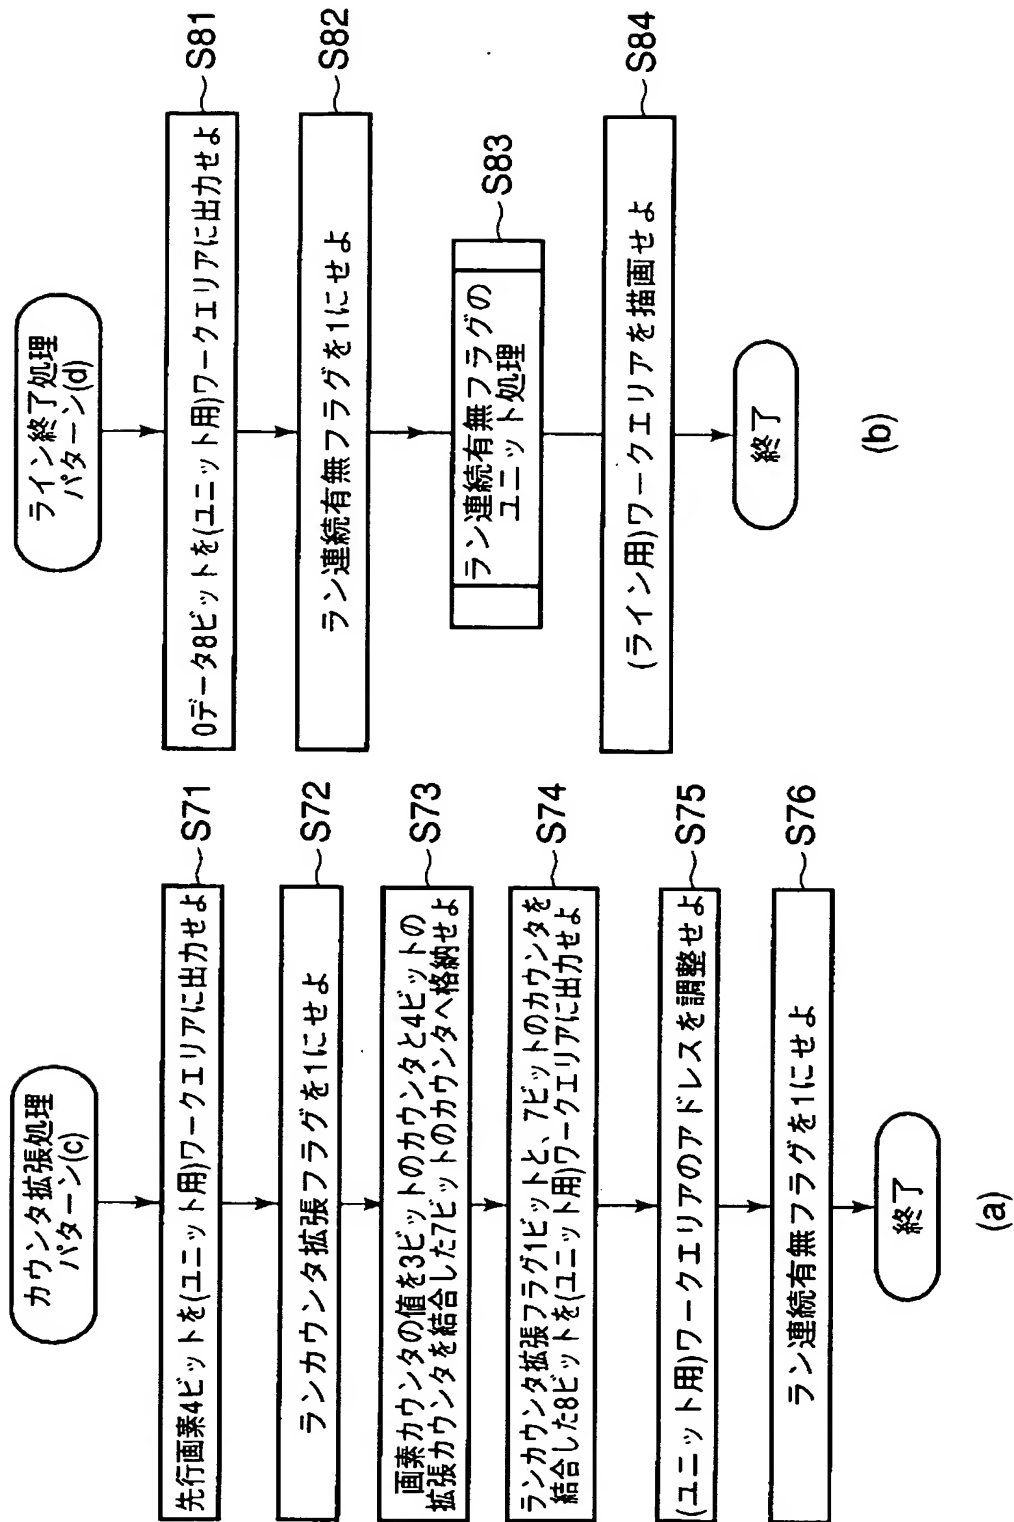 カウンタ拡張処理
パターン(c)
先行画素4ビットを(ユニット用)ワークエリアに出力せよ
S71
ランカウンタ拡張フラグを1にせよ
S72
画素カウンタの値を3ビットのカウンタと4ビットの
拡張カウンタを結合した7ビットのカウンタへ格納せよ
S73
ランカウンタ拡張フラグ1ビットと、7ビットのカウンタを
結合した8ビットを(ユニット用)ワークエリアに出力せよ
S74
(ユニット用)ワークエリアのアドレスを調整せよ
S75
ラン連続有無フラグを1にせよ
S76
終了
(a)
ライン終了処理
パターン(d)
0データ8ビットを(ユニット用)ワークエリアに出力せよ
S81
ラン連続有無フラグを1にせよ
S82
ラン連続有無フラグの
ユニット処理
S83
(ライン用)ワークエリアを描画せよ
S84
終了
(b)